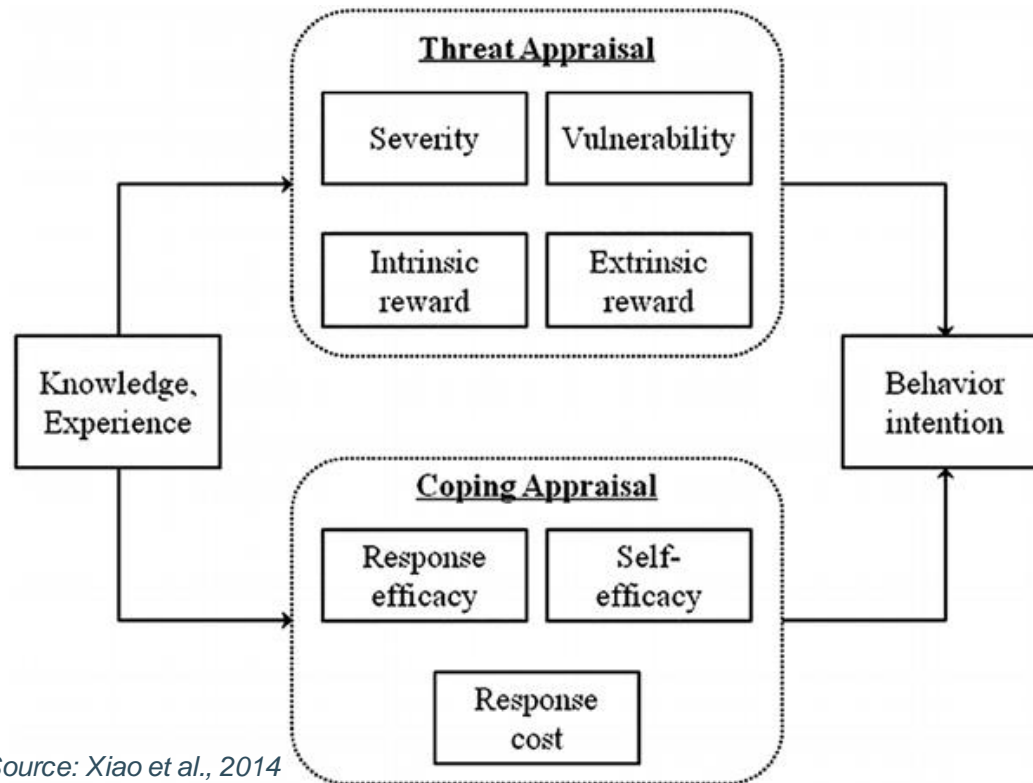 Threat Appraisal
Severity
Vulnerability
Intrinsic
reward
Extrinsic
reward
Knowledge,
Experience
Behavior
intention
Coping Appraisal
Response
efficacy
Self-
efficacy
Response
cost
Source: Xiao et al., 2014